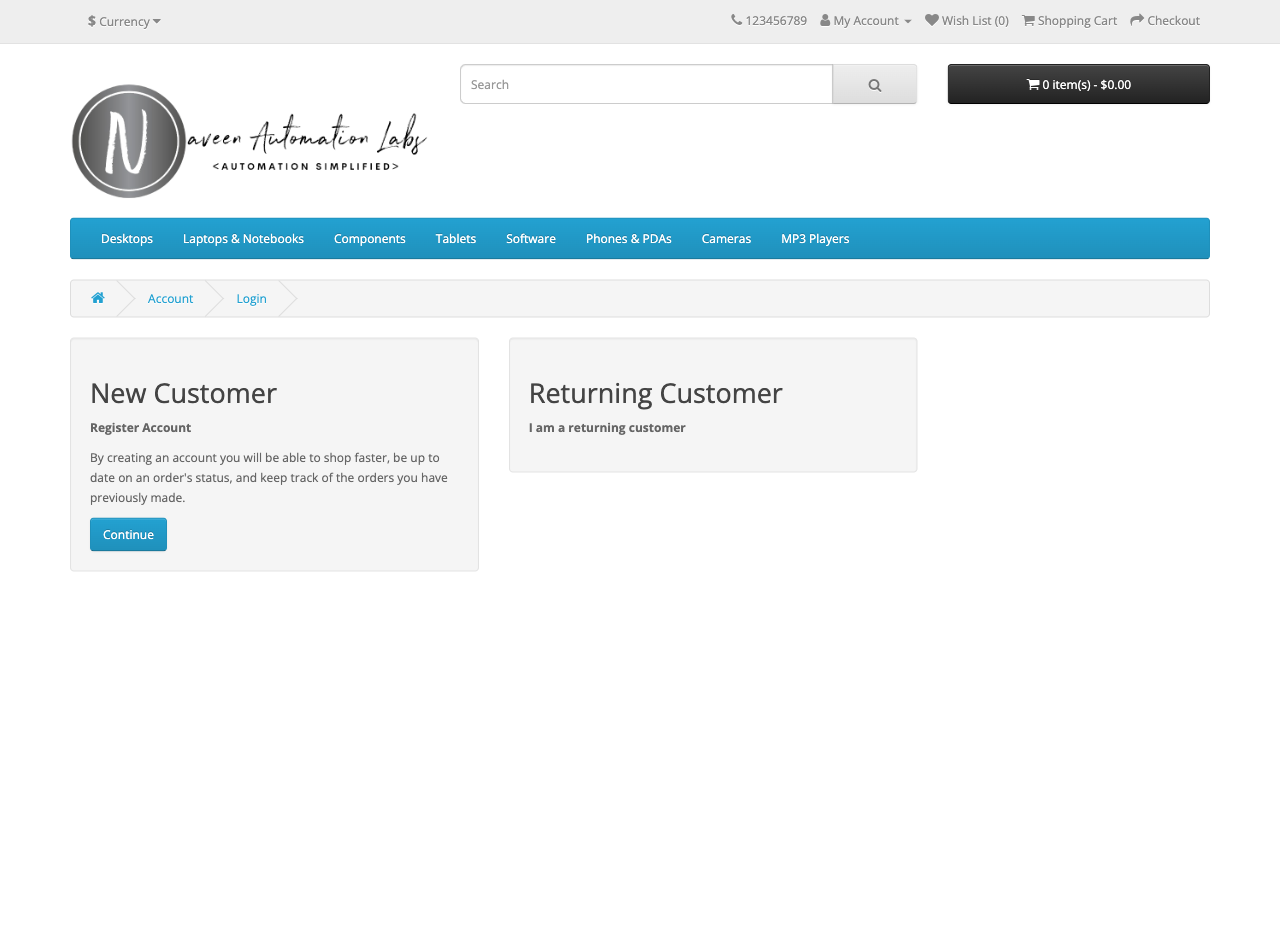 $ Currency
123456789 My Account Wish List (0) Shopping Cart Checkout
Search
0 item(s) - $0.00
N
aveen Automation Labs
<AUTOMATION SIMPLIFIED>
Desktops Laptops & Notebooks Components Tablets Software Phones & PDAs Cameras MP3 Players
Account Login
New Customer
Register Account
By creating an account you will be able to shop faster, be up to
date on an order's status, and keep track of the orders you have
previously made.
Continue
Returning Customer
I am a returning customer